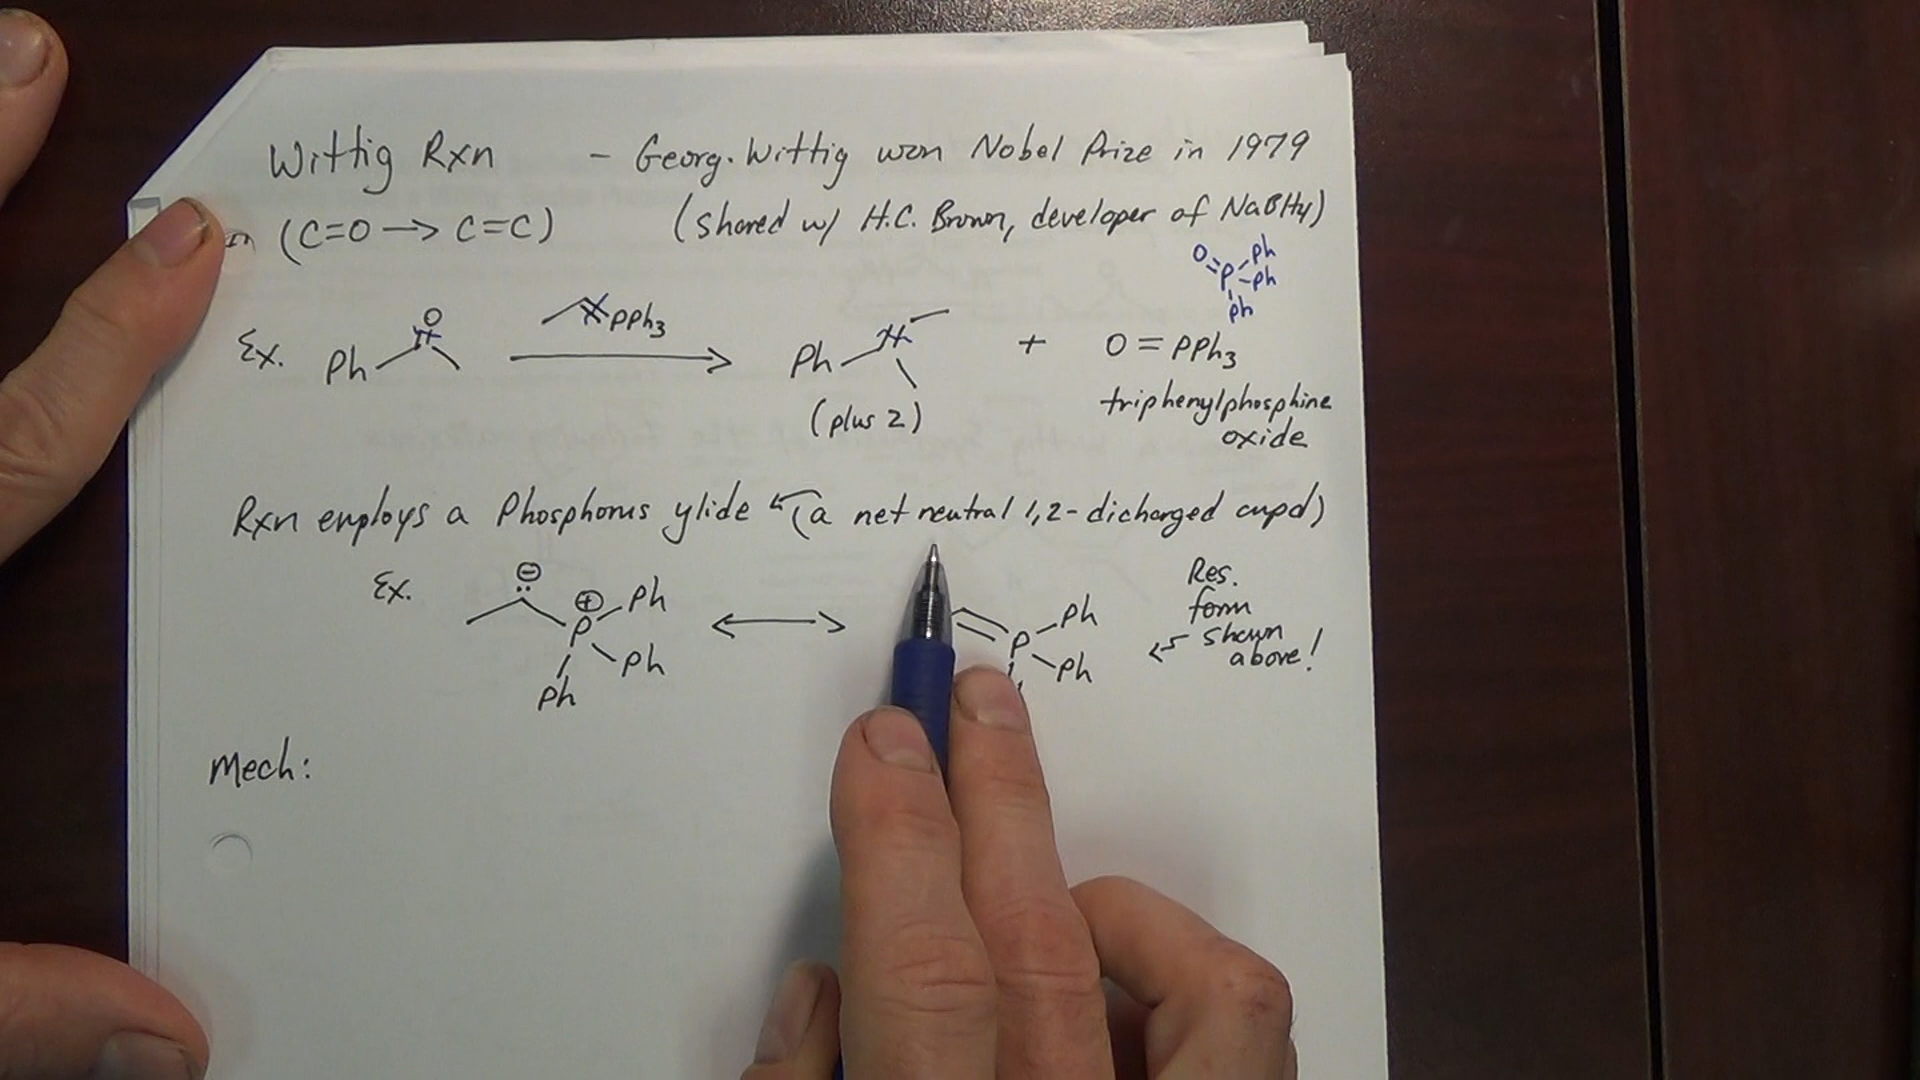 Wittig Rxn - Georg. Wittig won Nobel Prize in 1979
(C=O → C=C) (shared w/ H.C. Brown, developer of NaBH4)
O=P Ph
Ph
Ph
Ex. Ph O PPh3 Ph + O = PPh3
(plus 2) triphenylphosphine
oxide
Rxn employs a Phosphorus ylide (a net neutral 1,2-dicharged cmpd)
Ex. ⊖ ⊕ P Ph Ph Ph ↔ P Ph Ph
Res.
form
shown
above!
Mech: